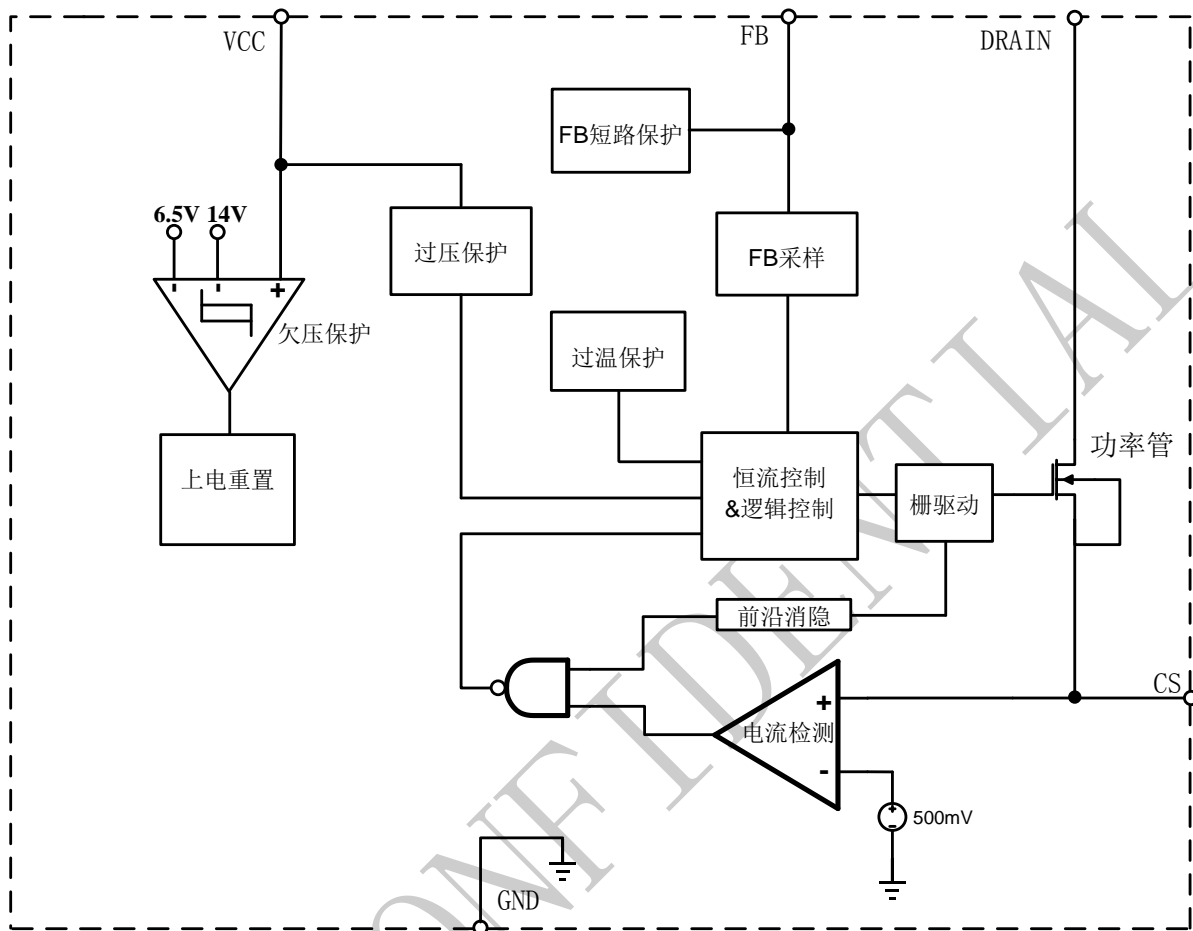 VCC
FB
DRAIN
FB短路保护
6.5V 14V
过压保护
FB采样
- - +
欠压保护
过温保护
上电重置
恒流控制
&逻辑控制
栅驱动
功率管
前沿消隐
+
电流检测
-
CS
+
-
500mV
GND
ONFIDENTIAL